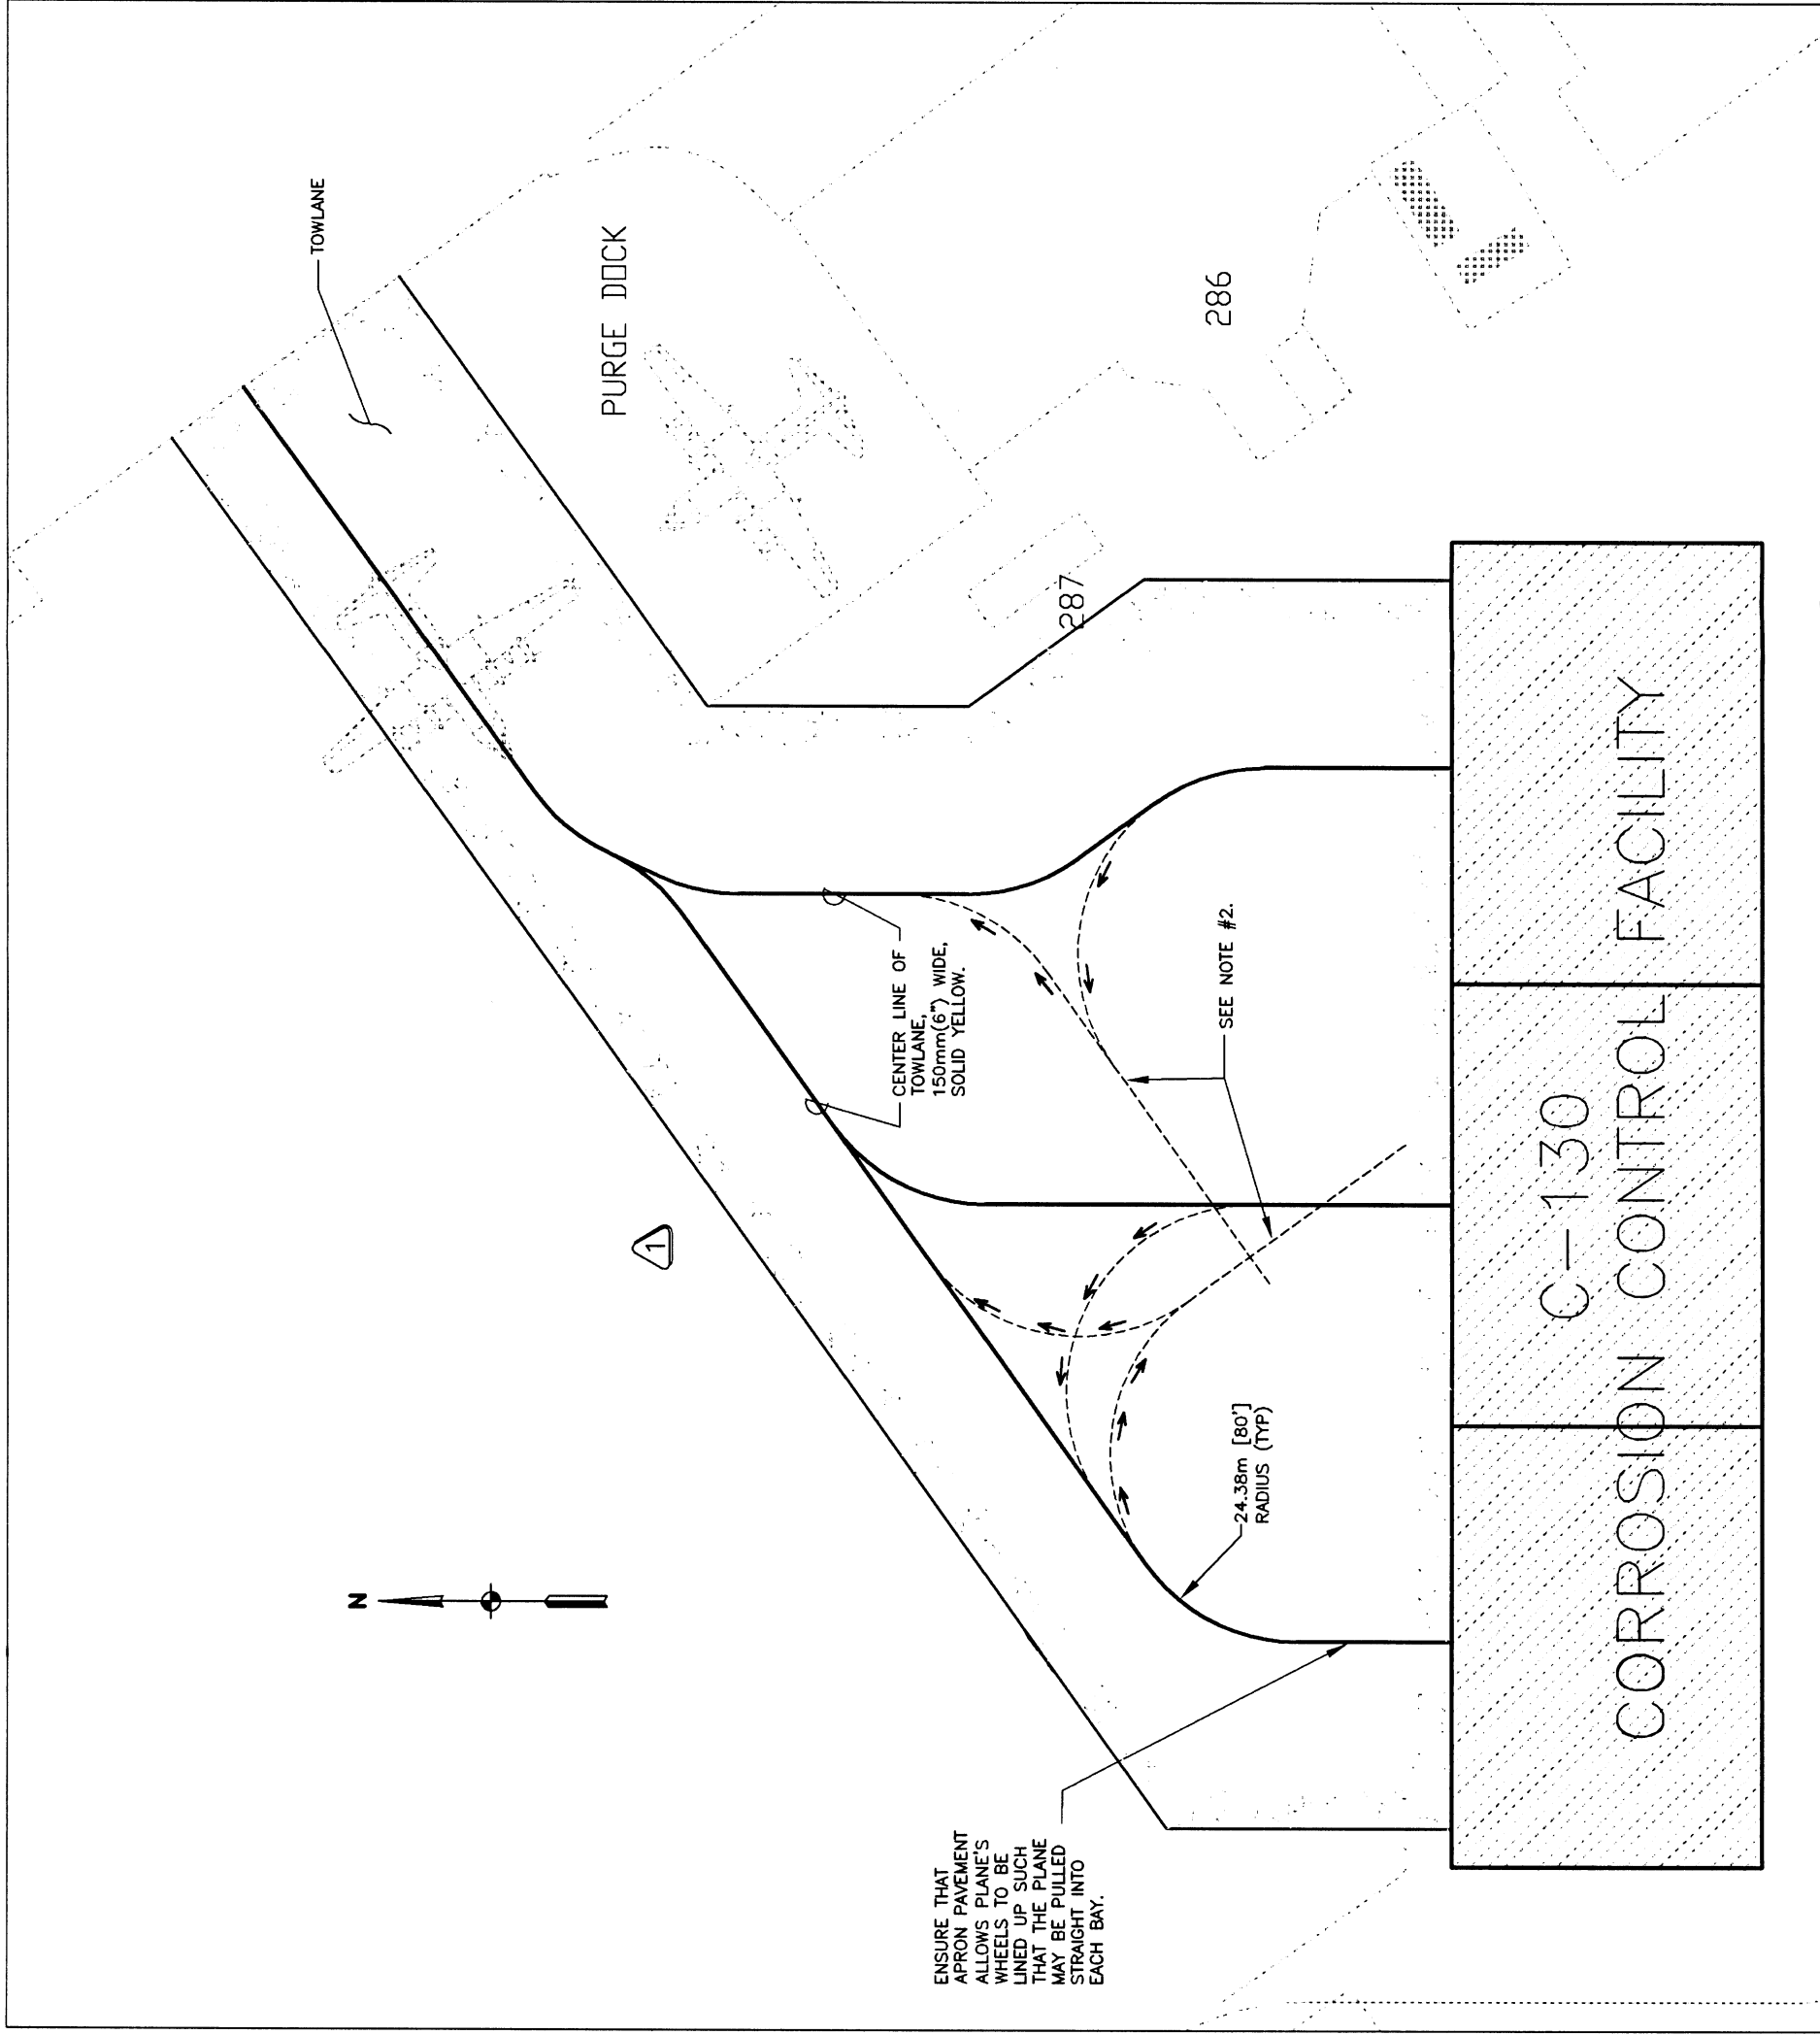 TOWLANE
PURGE DOCK
286
287
CENTER LINE OF
TOWLANE,
150mm(6") WIDE,
SOLID YELLOW.
SEE NOTE #2.
1
N
24.38m [80']
RADIUS (TYP)
ENSURE THAT
APRON PAVEMENT
ALLOWS PLANE'S
WHEELS TO BE
LINED UP SUCH
THAT THE PLANE
MAY BE PULLED
STRAIGHT INTO
EACH BAY.
C-130
CORROSION CONTROL FACILITY